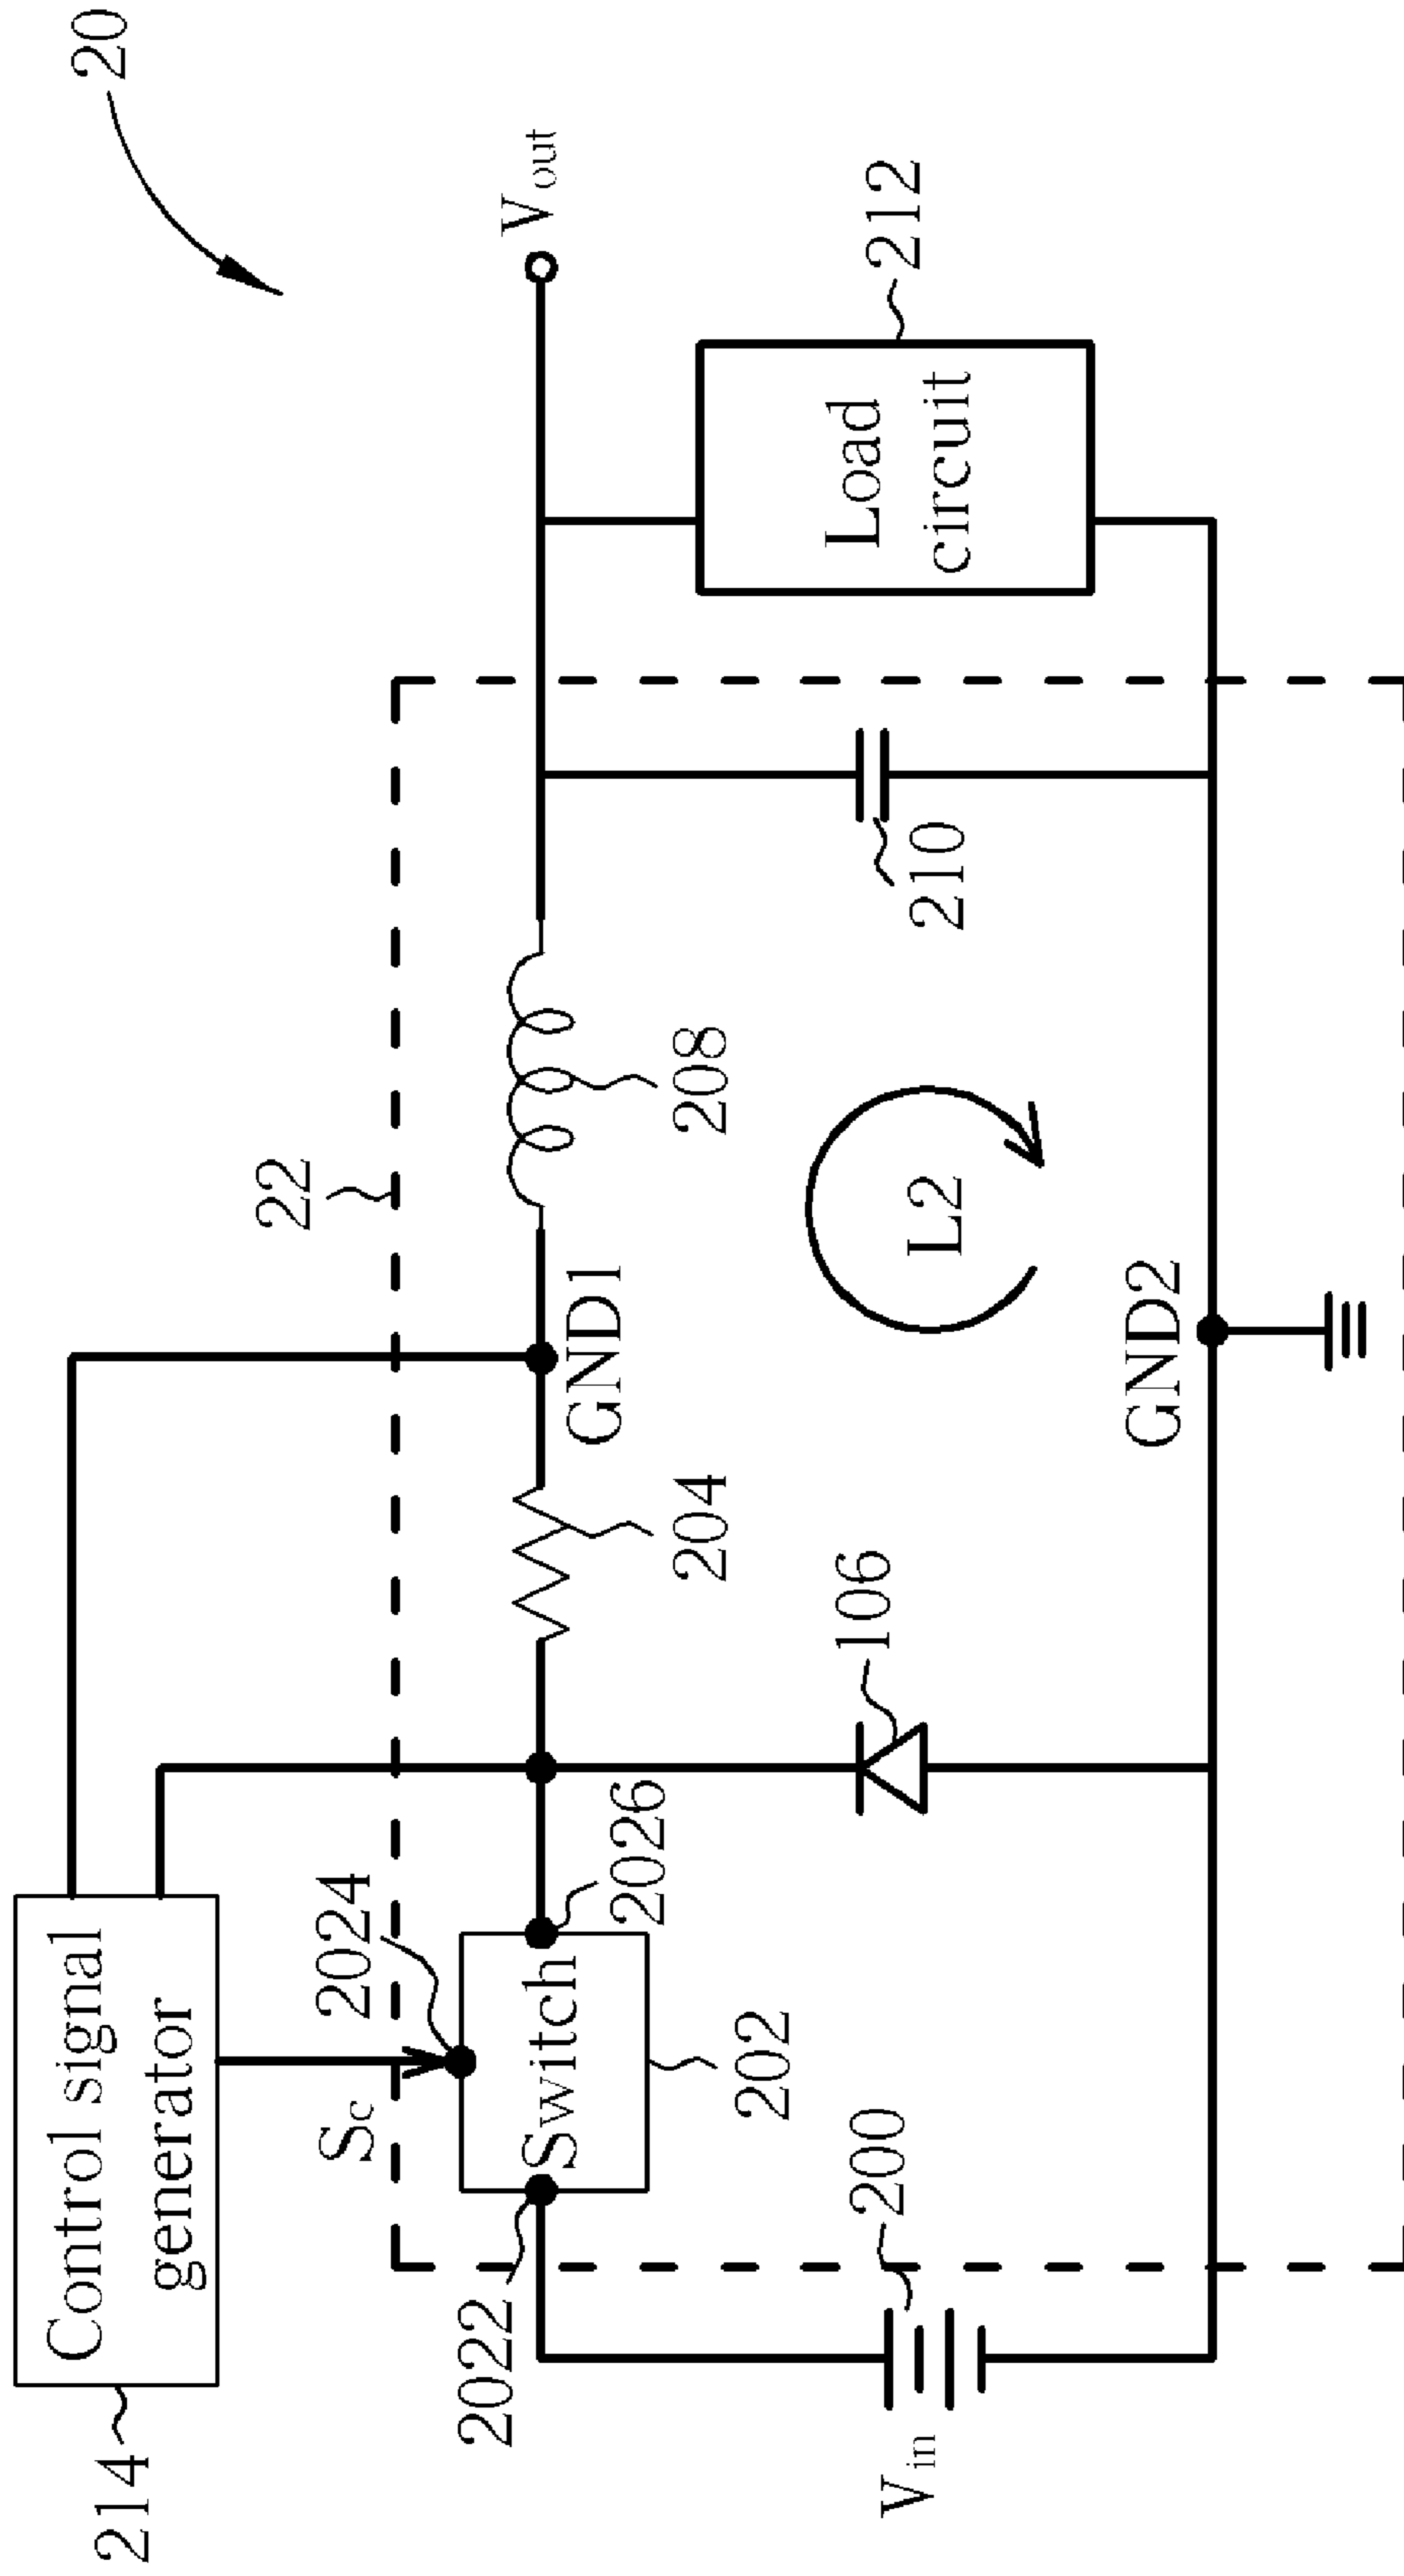 20
214
Control signal
generator
22
Sc
2024
2022
Switch
2026
202
204
GND1
208
Vout
Vin
200
106
L2
210
Load
circuit
212
GND2